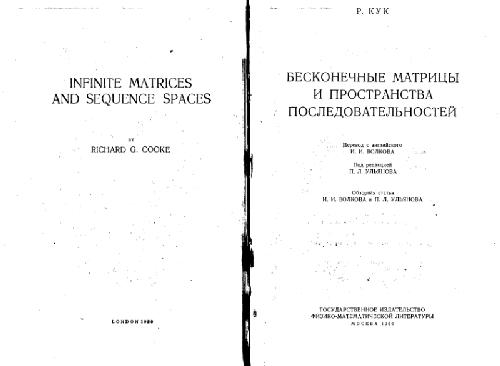 INFINITE MATRICES
AND SEQUENCE SPACES
BY
RICHARD G. COOKE
LONDON 1950
Р. КУК
БЕСКОНЕЧНЫЕ МАТРИЦЫ
И ПРОСТРАНСТВА
ПОСЛЕДОВАТЕЛЬНОСТЕЙ
Перевод с английского
И. И. ВОЛКОВА
Под редакцией
П. Л. УЛЬЯНОВА
Обзорная статья
И. И. ВОЛКОВА и П. Л. УЛЬЯНОВА
ГОСУДАРСТВЕННОЕ ИЗДАТЕЛЬСТВО
ФИЗИКО-МАТЕМАТИЧЕСКОЙ ЛИТЕРАТУРЫ
МОСКВА 1960